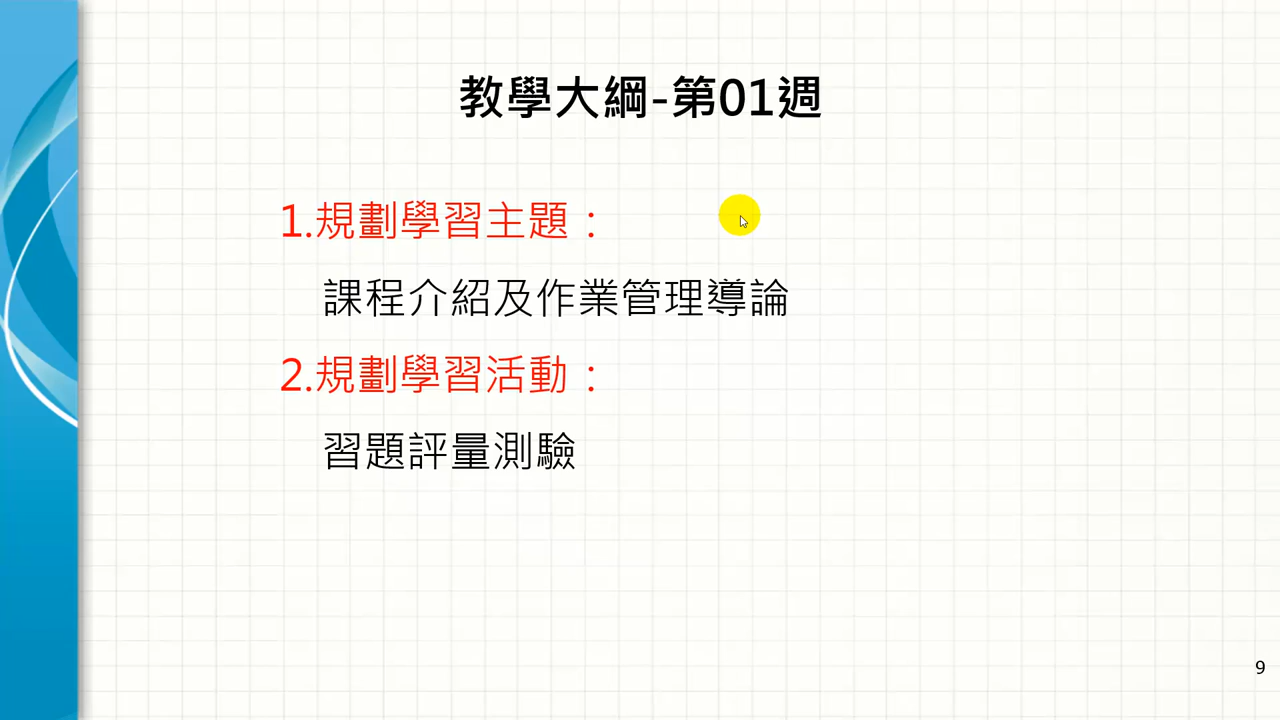 教學大綱-第01週
1.規劃學習主題：
課程介紹及作業管理導論
2.規劃學習活動：
習題評量測驗
9